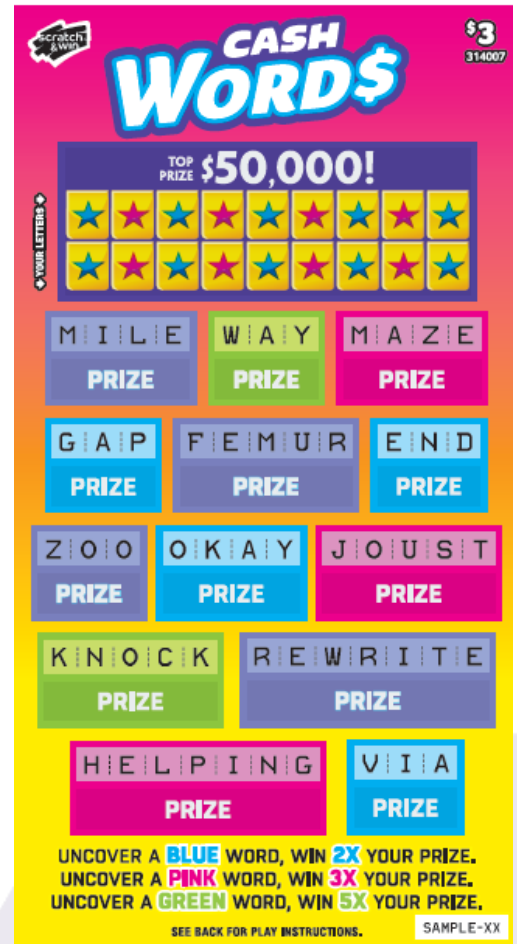 scratch & win
$3
314007
CASH
WORD$
TOP PRIZE $50,000!
YOUR LETTERS
MILE WAY MAZE
PRIZE PRIZE PRIZE
GAP FEMUR END
PRIZE PRIZE PRIZE
ZOO OKAY JOUST
PRIZE PRIZE PRIZE
KNOCK REWRITE
PRIZE PRIZE
HELPING VIA
PRIZE PRIZE
UNCOVER A BLUE WORD, WIN 2X YOUR PRIZE.
UNCOVER A PINK WORD, WIN 3X YOUR PRIZE.
UNCOVER A GREEN WORD, WIN 5X YOUR PRIZE.
SEE BACK FOR PLAY INSTRUCTIONS.
SAMPLE-XX